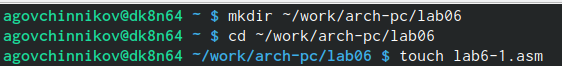 agovchinnikov@dk8n64 ~ $ mkdir ~/work/arch-pc/lab06
agovchinnikov@dk8n64 ~ $ cd ~/work/arch-pc/lab06
agovchinnikov@dk8n64 ~/work/arch-pc/lab06 $ touch lab6-1.asm